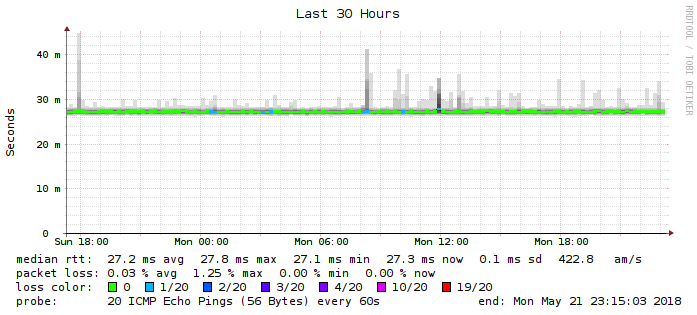 Last 30 Hours
RRDTOOL / TOBI OETIKER
Seconds
40 m
30 m
20 m
10 m
0
Sun 18:00 Mon 00:00 Mon 06:00 Mon 12:00 Mon 18:00
median rtt: 27.2 ms avg 27.8 ms max 27.1 ms min 27.3 ms now 0.1 ms sd 422.8 am/s
packet loss: 0.03 % avg 1.25 % max 0.00 % min 0.00 % now
loss color: 0 1/20 2/20 3/20 4/20 10/20 19/20
probe: 20 ICMP Echo Pings (56 Bytes) every 60s end: Mon May 21 23:15:03 2018